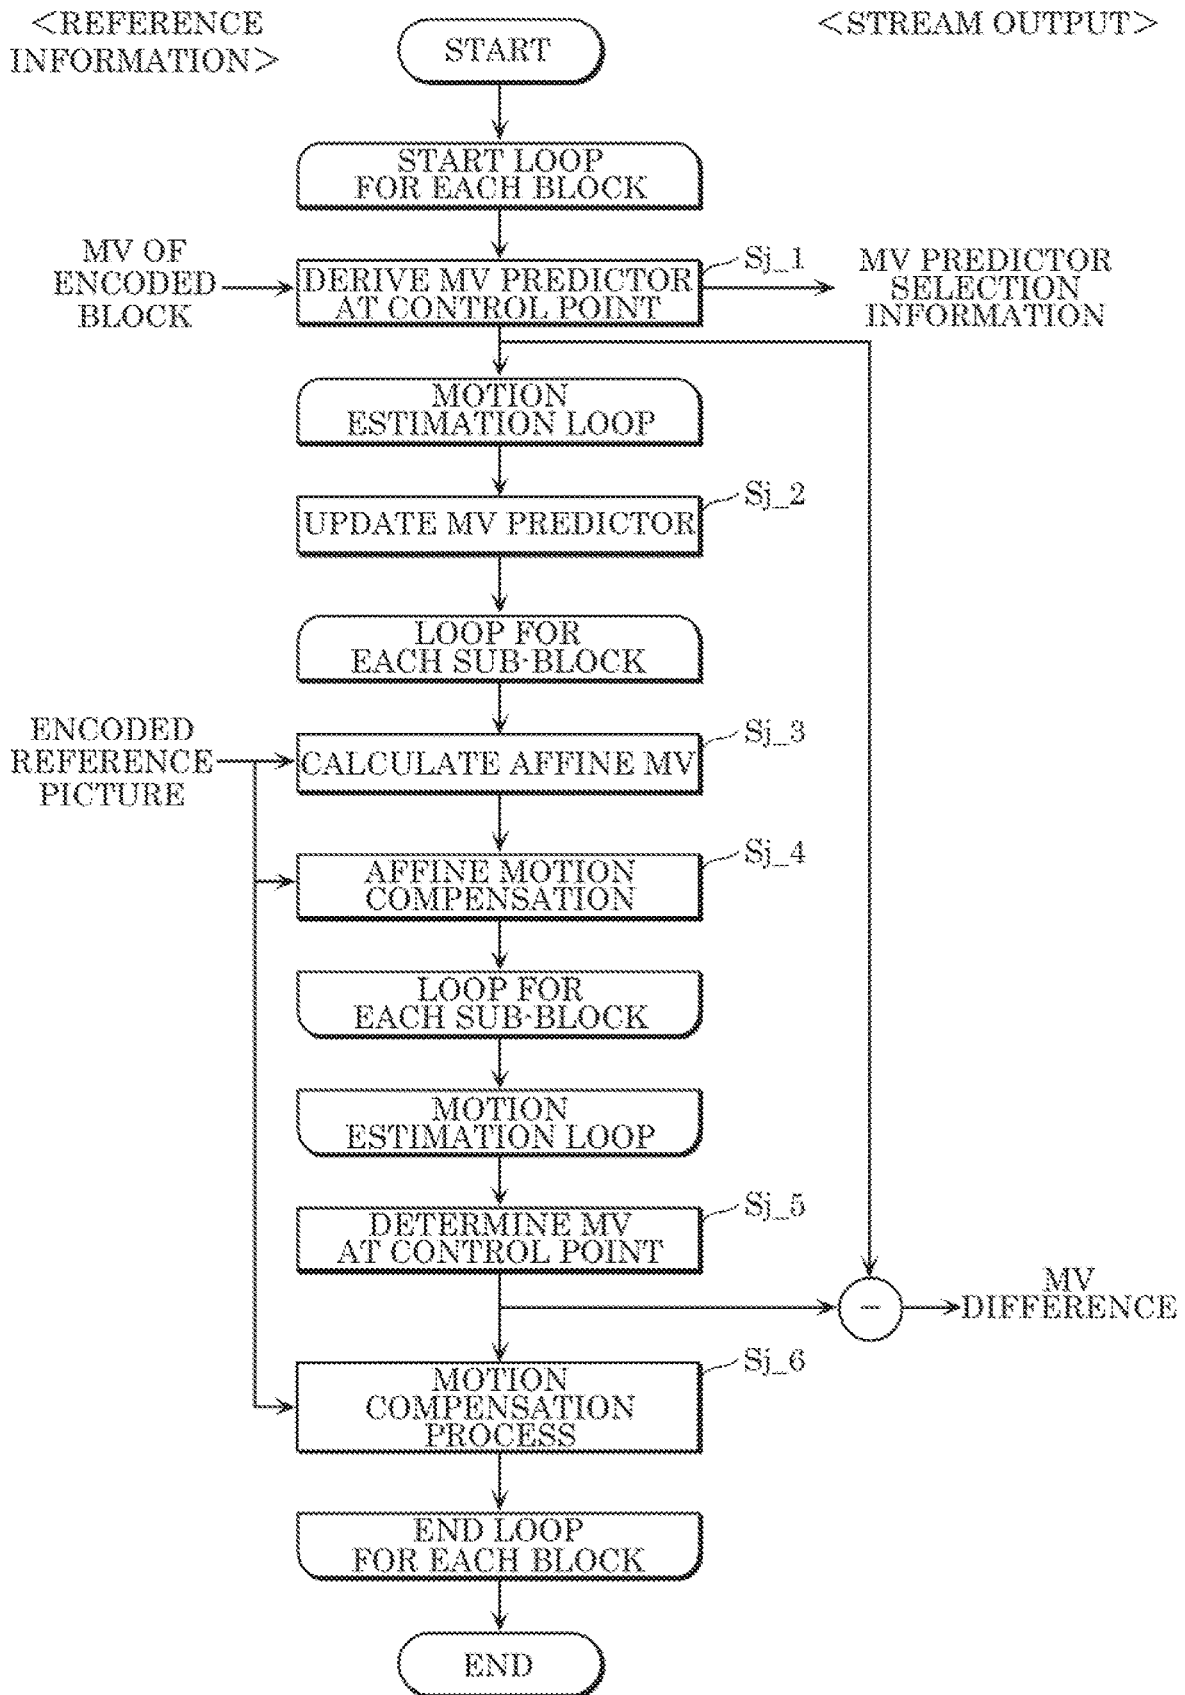 <REFERENCE
INFORMATION>
<STREAM OUTPUT>
START
START LOOP
FOR EACH BLOCK
MV OF
ENCODED
BLOCK
DERIVE MV PREDICTOR
AT CONTROL POINT
Sj_1
MV PREDICTOR
SELECTION
INFORMATION
MOTION
ESTIMATION LOOP
Sj_2
UPDATE MV PREDICTOR
LOOP FOR
EACH SUB-BLOCK
ENCODED
REFERENCE
PICTURE
Sj_3
CALCULATE AFFINE MV
Sj_4
AFFINE MOTION
COMPENSATION
LOOP FOR
EACH SUB-BLOCK
MOTION
ESTIMATION LOOP
Sj_5
DETERMINE MV
AT CONTROL POINT
−
MV
DIFFERENCE
Sj_6
MOTION
COMPENSATION
PROCESS
END LOOP
FOR EACH BLOCK
END